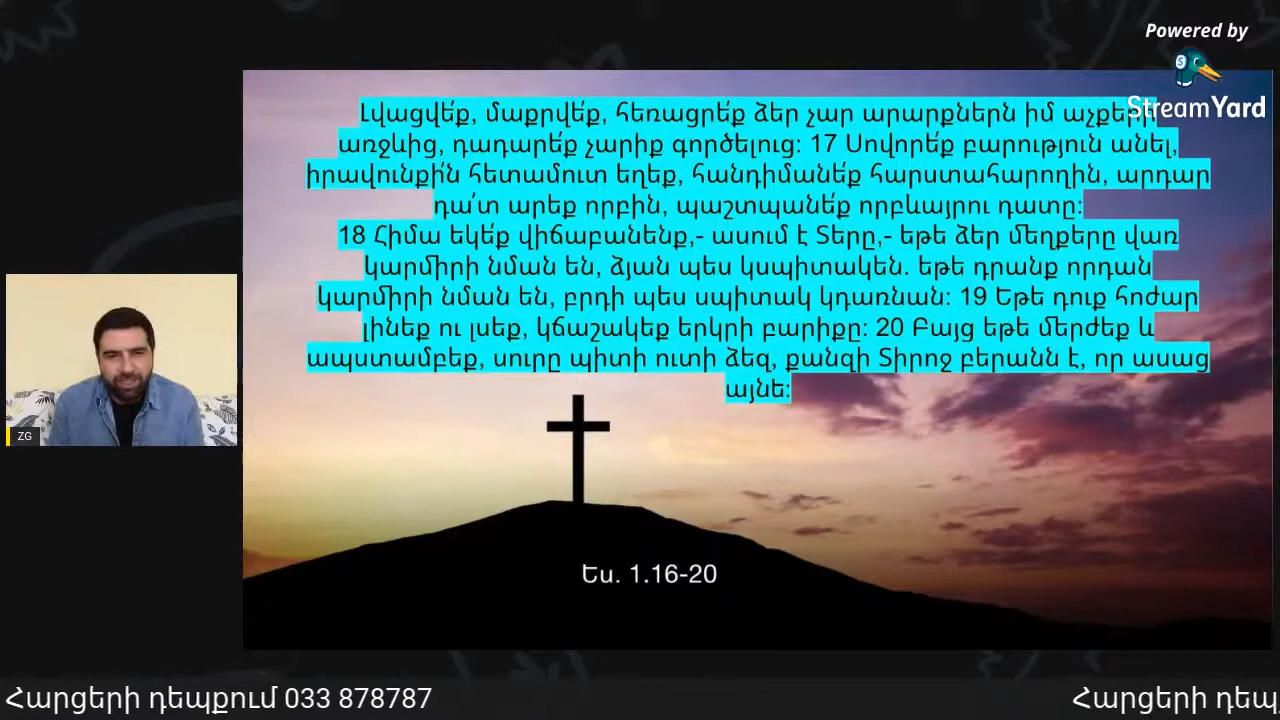 Powered by
StreamYard
Լվացվե՛ք, մաքրվե՛ք, հեռացրե՛ք ձեր չար արարքներն իմ աչքերի
առջևից, դադարե՛ք չարիք գործելուց: 17 Սովորե՛ք բարություն անել,
իրավունքի՛ն հետամուտ եղեք, հանդիմանե՛ք հարստահարողին, արդար
դա՛տ արեք որբին, պաշտպանե՛ք որբևայրու դատը:
18 Հիմա եկե՛ք վիճաբանենք,- ասում է Տերը,- եթե ձեր մեղքերը վառ
կարմիրի նման են, ձյան պես կսպիտակեն. եթե դրանք որդան
կարմիրի նման են, բրդի պես սպիտակ կդառնան: 19 Եթե դուք հոժար
լինեք ու լսեք, կճաշակեք երկրի բարիքը: 20 Բայց եթե մերժեք և
ապստամբեք, սուրը պիտի ուտի ձեզ, քանզի Տիրոջ բերանն է, որ ասաց
այնե:
Ես. 1.16-20
ZG
Հարցերի դեպքում 033 878787
Հարցերի դեպ